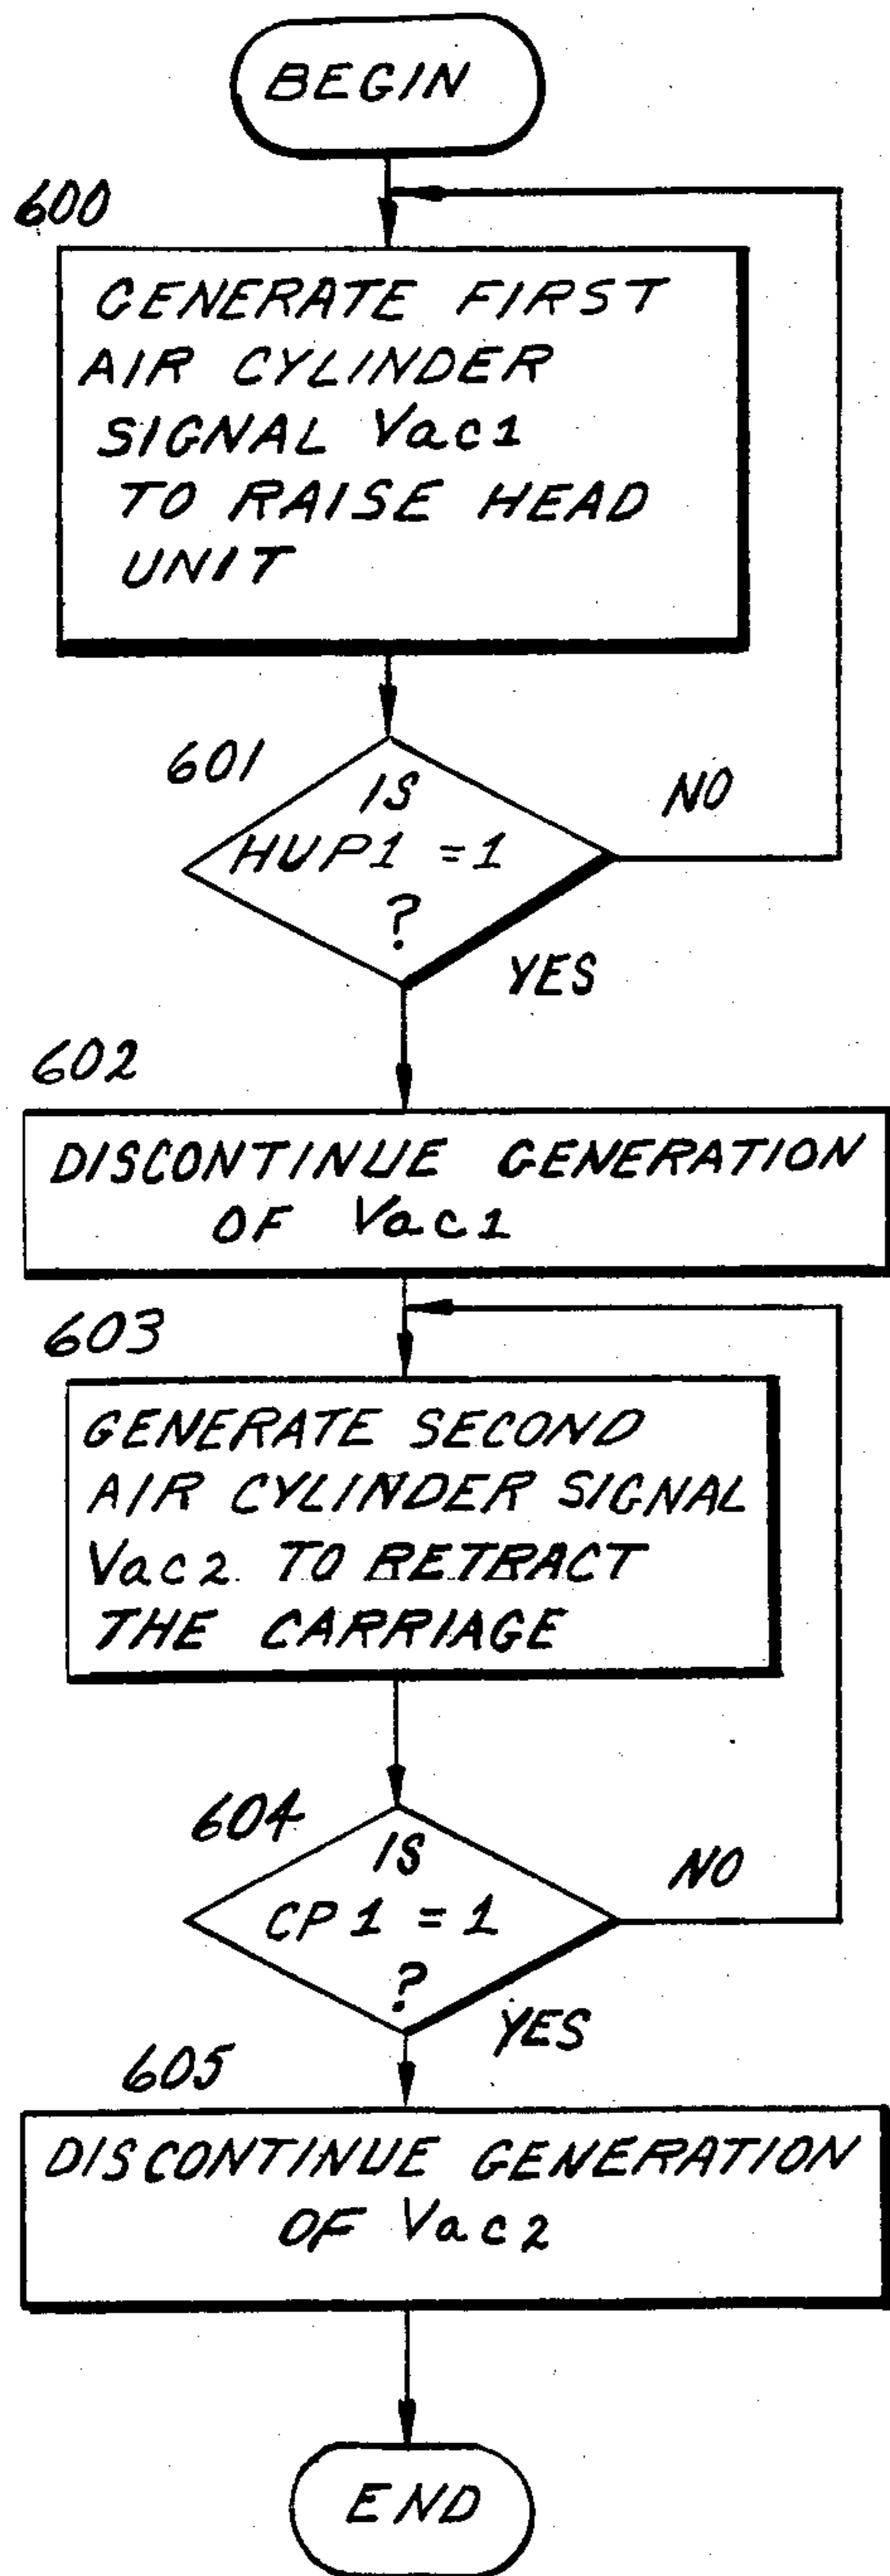 BEGIN
600
GENERATE FIRST
AIR CYLINDER
SIGNAL Vac1
TO RAISE HEAD
UNIT
601
IS
HUP1 = 1
?
NO
YES
602
DISCONTINUE GENERATION
OF Vac1
603
GENERATE SECOND
AIR CYLINDER SIGNAL
Vac2 TO RETRACT
THE CARRIAGE
604
IS
CP1 = 1
?
NO
YES
605
DISCONTINUE GENERATION
OF Vac2
END